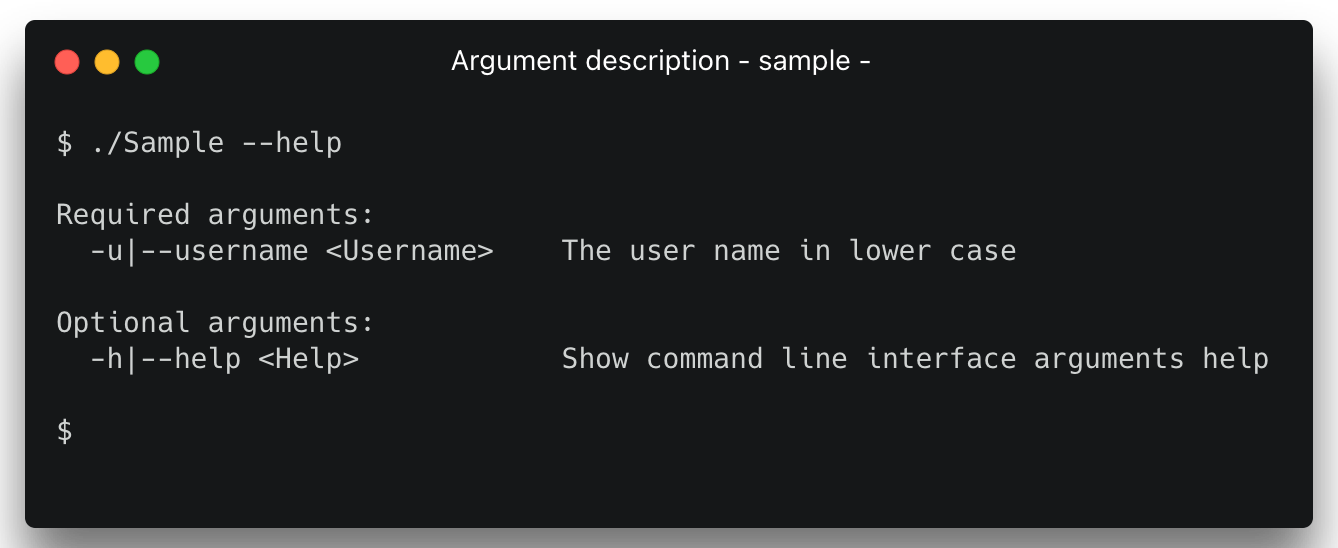 Argument description - sample -
$ ./Sample --help
Required arguments:
-u|--username <Username> The user name in lower case
Optional arguments:
-h|--help <Help> Show command line interface arguments help
$